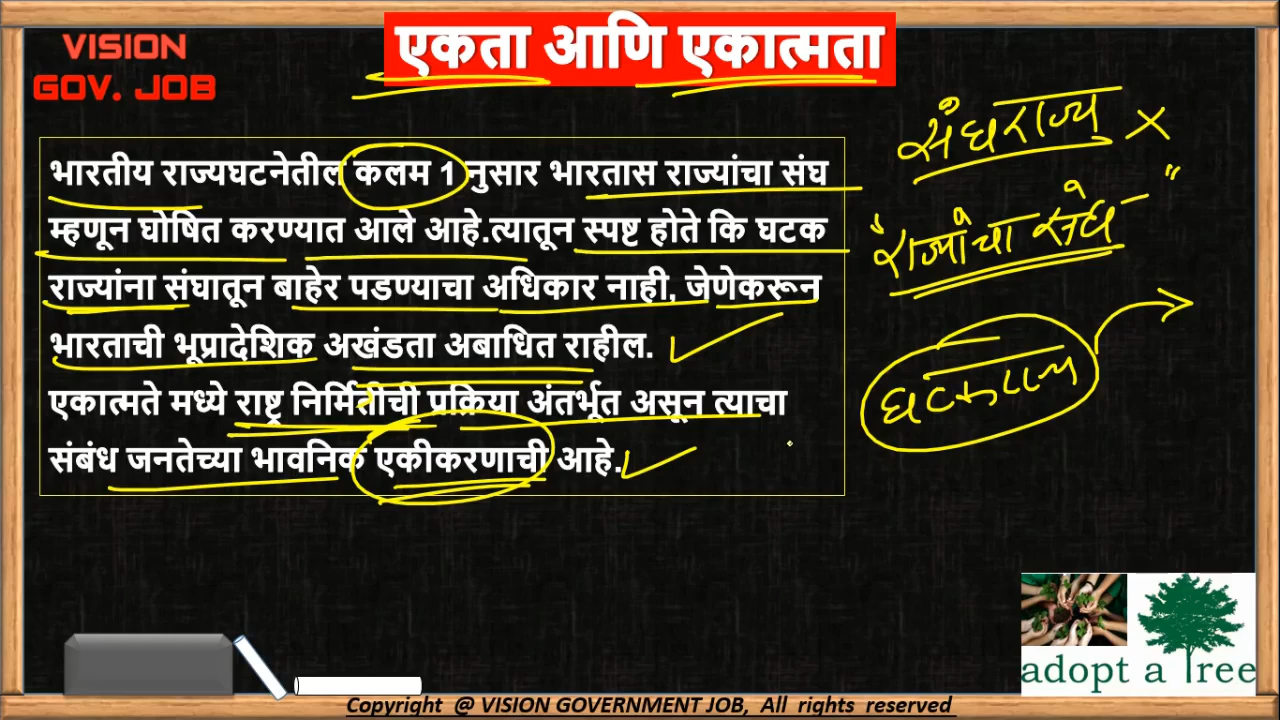 VISION
GOV. JOB
एकता आणि एकात्मता
भारतीय राज्यघटनेतील कलम 1 नुसार भारतास राज्यांचा संघ
म्हणून घोषित करण्यात आले आहे.त्यातून स्पष्ट होते कि घटक
राज्यांना संघातून बाहेर पडण्याचा अधिकार नाही, जेणेकरून
भारताची भूप्रादेशिक अखंडता अबाधित राहील.
एकात्मते मध्ये राष्ट्र निर्मितीची प्रक्रिया अंतर्भूत असून त्याचा
संबंध जनतेच्या भावनिक एकीकरणाची आहे.
संघराज्य ×
"राज्यांचा संघ"
adopt a Tree
Copyright @ VISION GOVERNMENT JOB, All rights reserved